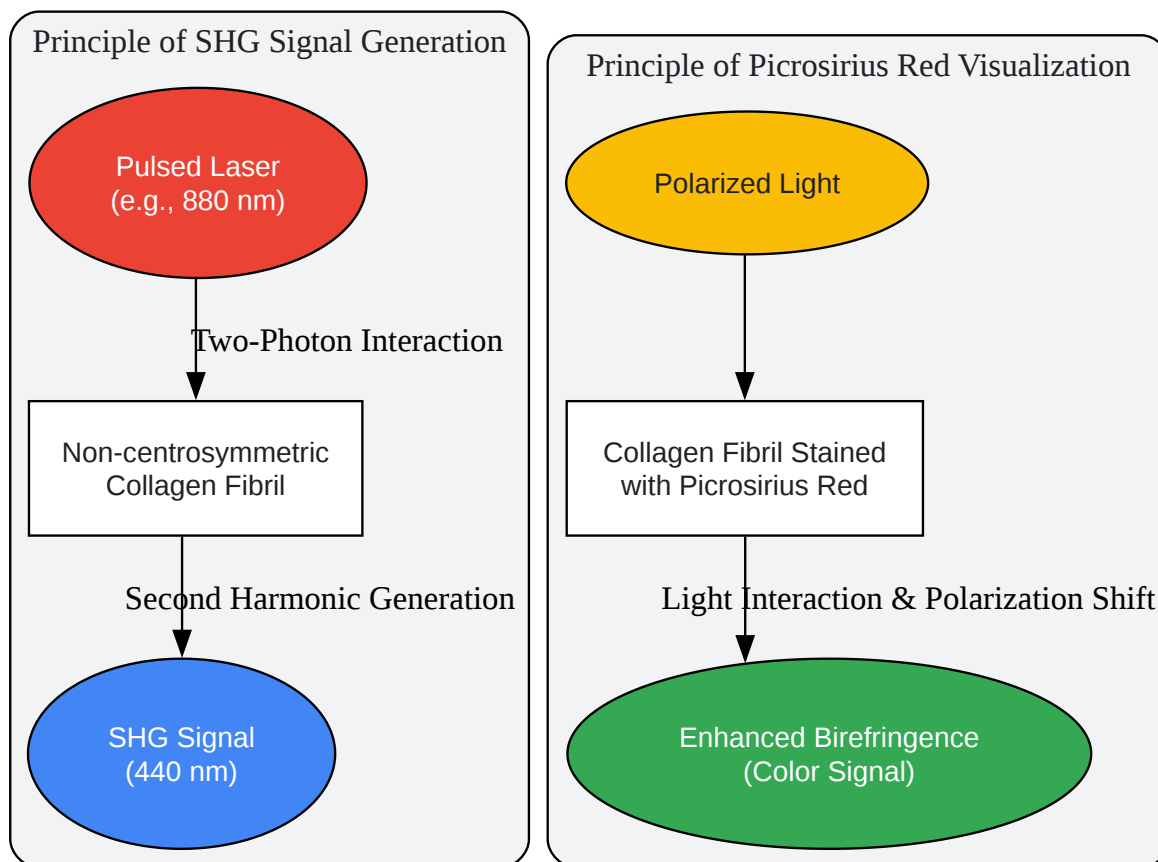 Principle of SHG Signal Generation
Pulsed Laser
(e.g., 880 nm)
Two-Photon Interaction
Non-centrosymmetric
Collagen Fibril
Second Harmonic Generation
SHG Signal
(440 nm)
Principle of Picrosirius Red Visualization
Polarized Light
Collagen Fibril Stained
with Picrosirius Red
Light Interaction & Polarization Shift
Enhanced Birefringence
(Color Signal)